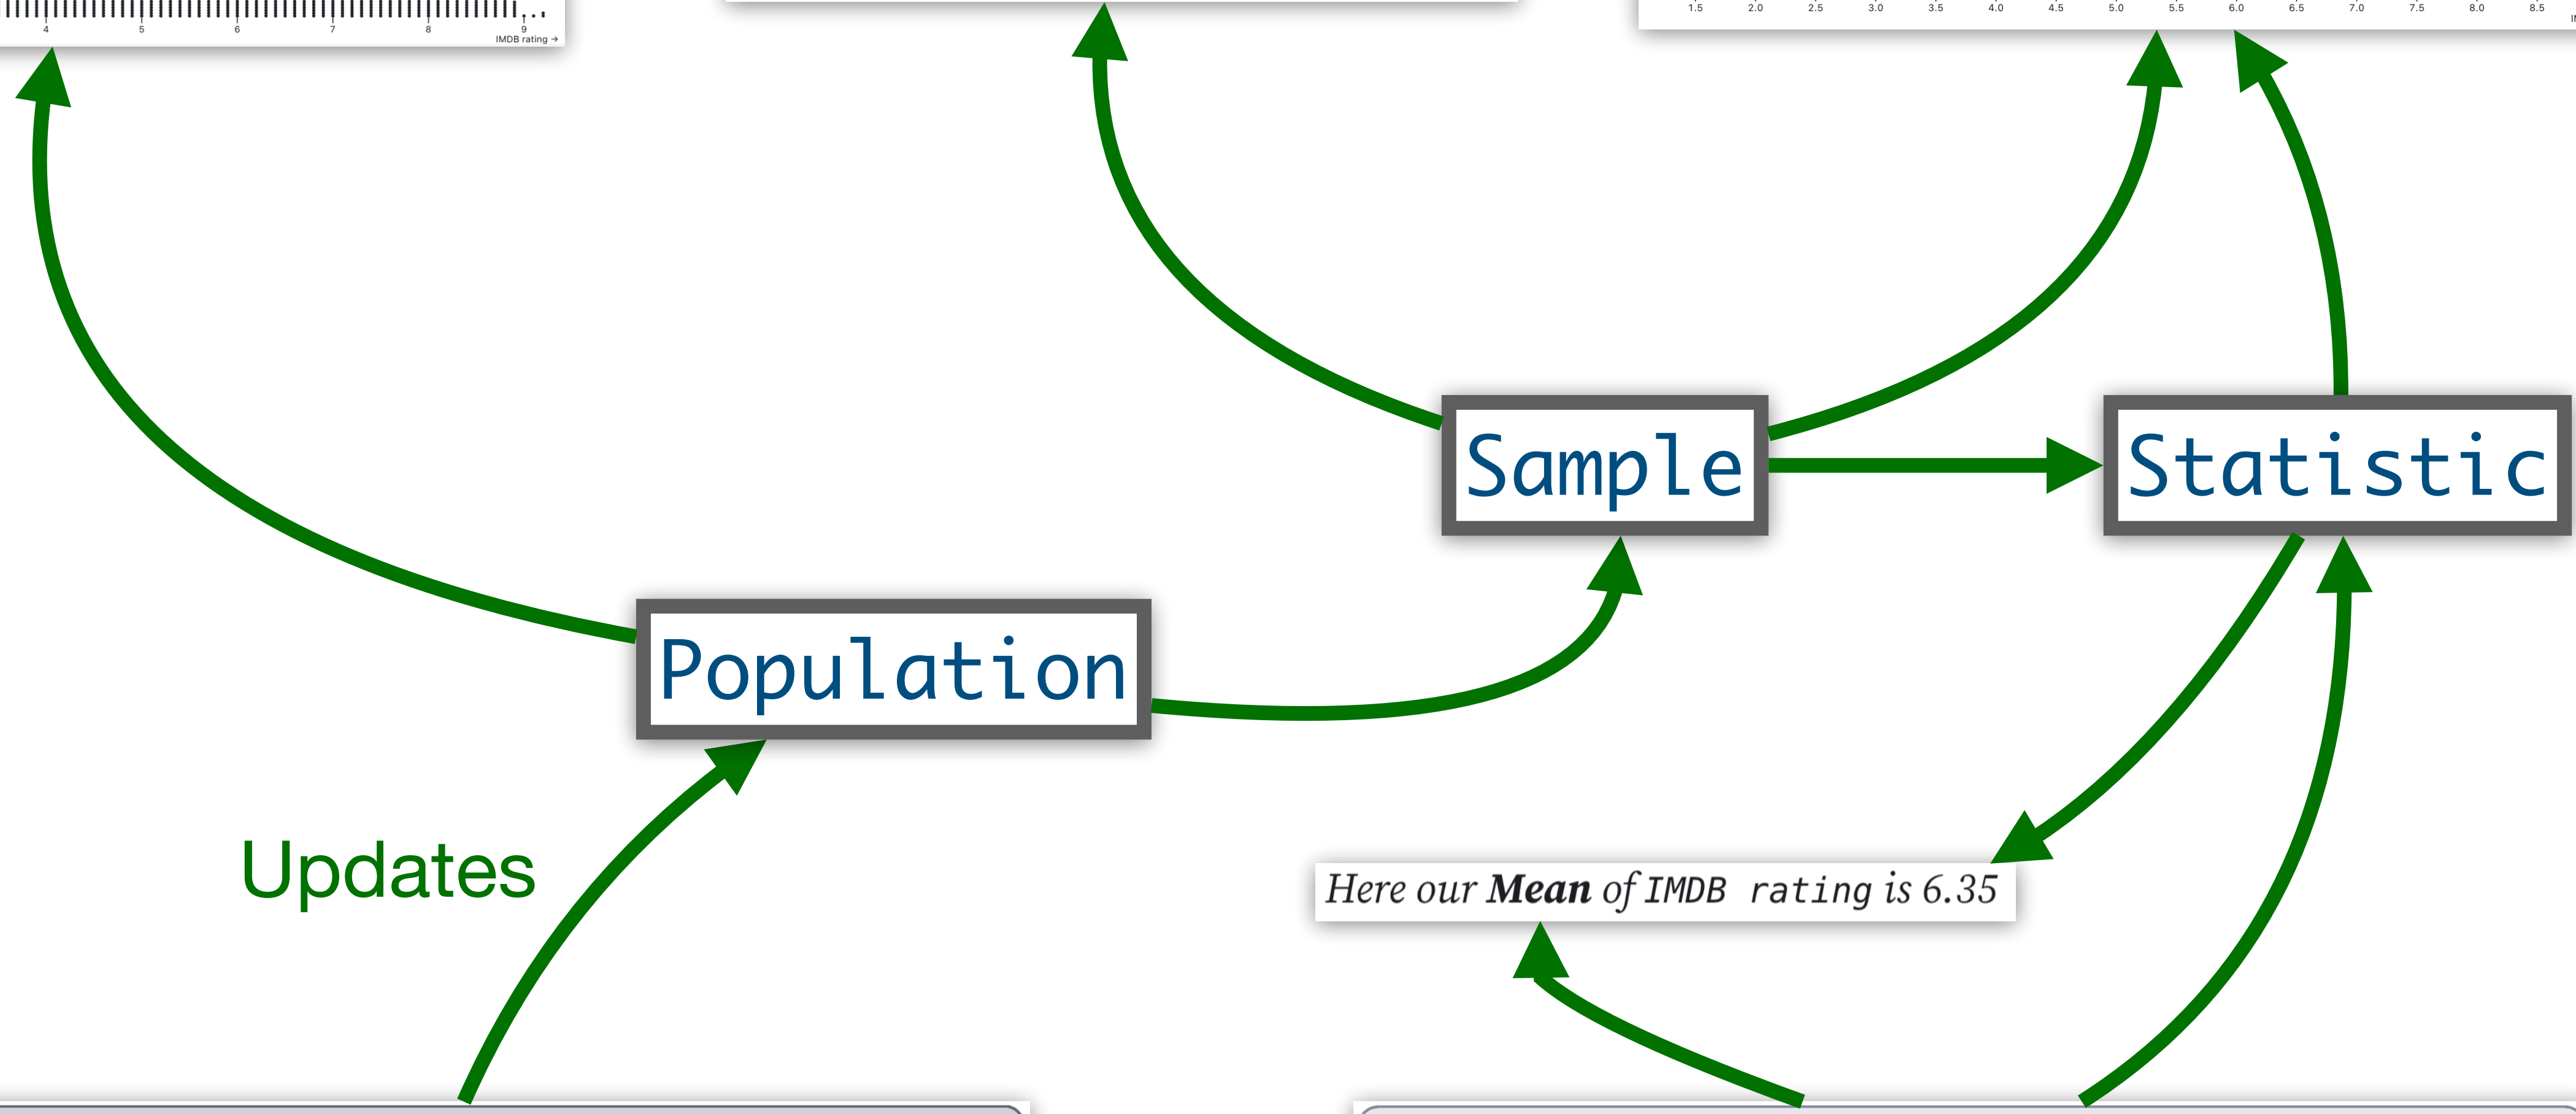 4 5 6 7 8 9
IMDB rating →
1.5 2.0 2.5 3.0 3.5 4.0 4.5 5.0 5.5 6.0 6.5 7.0 7.5 8.0 8.5
Sample
Statistic
Population
Updates
Here our Mean of IMDB rating is 6.35